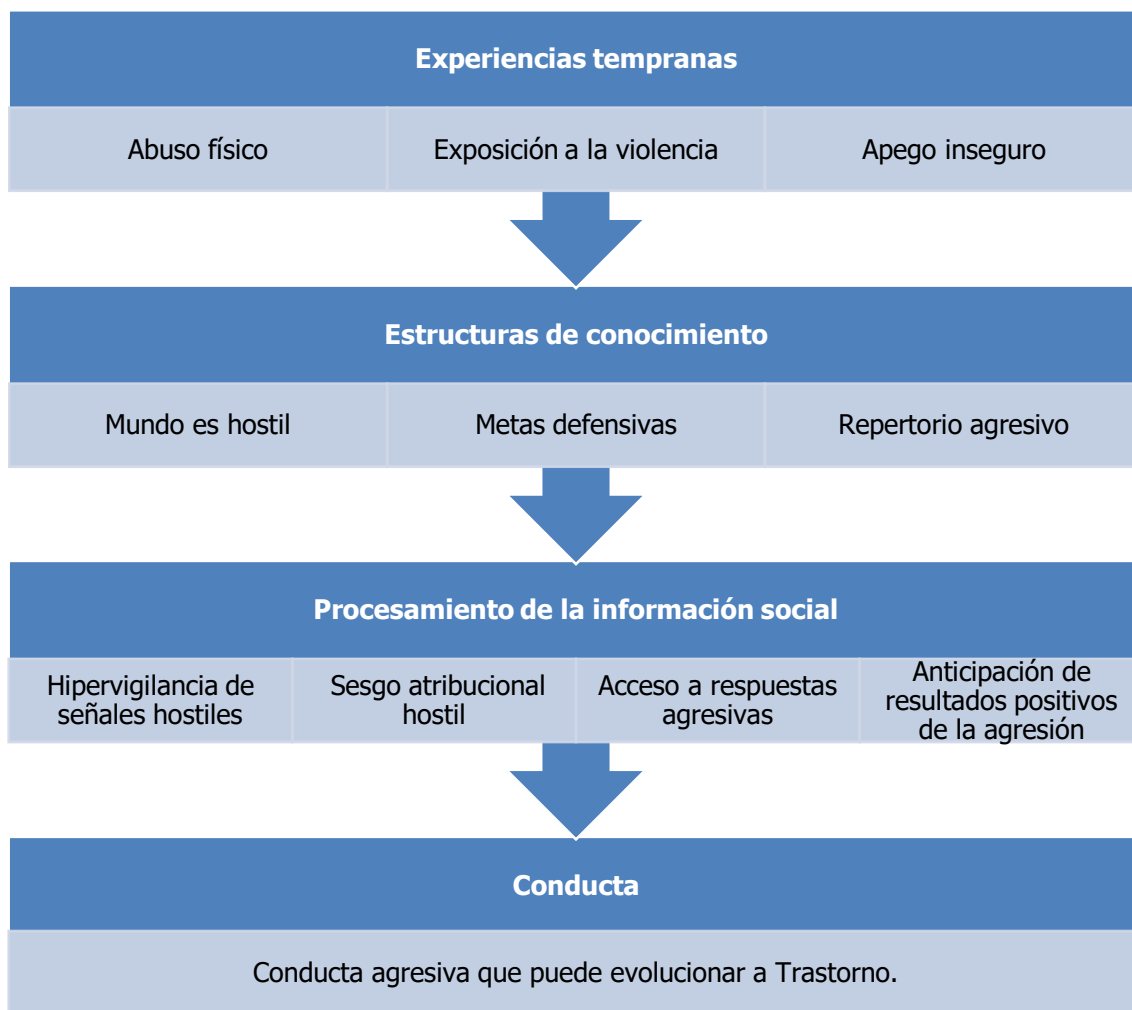 Experiencias tempranas
Abuso físico
Exposición a la violencia
Apego inseguro
Estructuras de conocimiento
Mundo es hostil
Metas defensivas
Repertorio agresivo
Procesamiento de la información social
Hipervigilancia de
señales hostiles
Sesgo atribucional
hostil
Acceso a respuestas
agresivas
Anticipación de
resultados positivos
de la agresión
Conducta
Conducta agresiva que puede evolucionar a Trastorno.